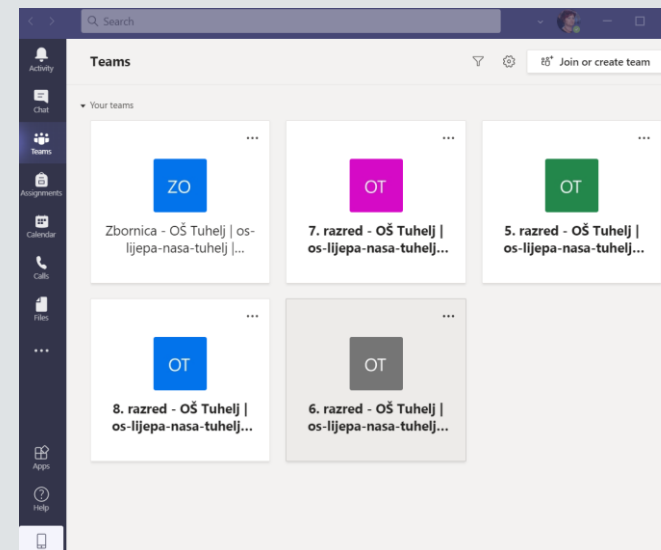 Search
Activity
Chat
Teams
Assignments
Calendar
Calls
Files
Apps
Help
Teams
Join or create team
Your teams
ZO
Zbornica - OŠ Tuhelj | os-
lijepa-nasa-tuhelj |...
OT
7. razred - OŠ Tuhelj |
os-lijepa-nasa-tuhelj...
OT
5. razred - OŠ Tuhelj |
os-lijepa-nasa-tuhelj...
OT
8. razred - OŠ Tuhelj |
os-lijepa-nasa-tuhelj...
OT
6. razred - OŠ Tuhelj |
os-lijepa-nasa-tuhelj...